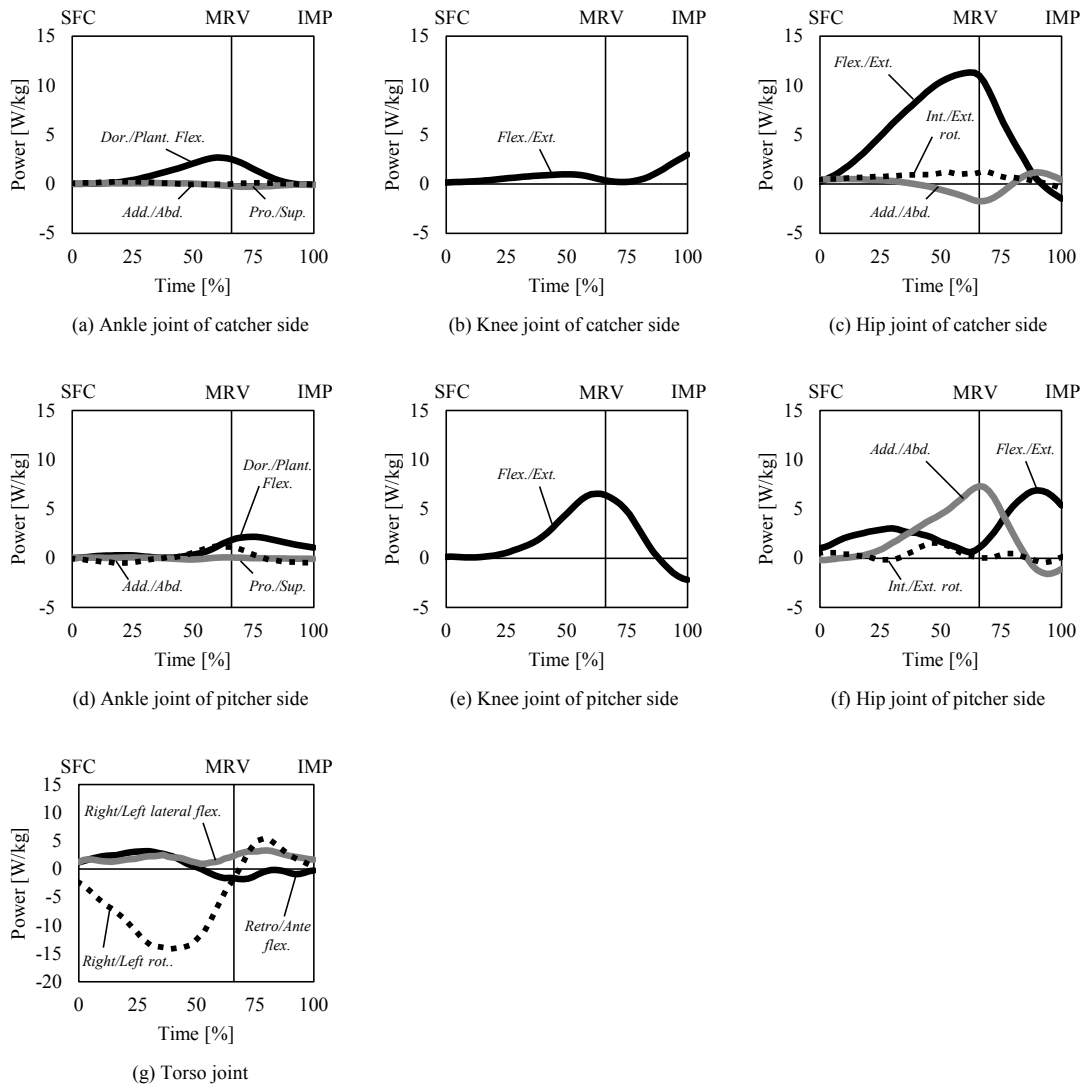 SFC MRV IMP SFC MRV IMP SFC MRV IMP
15 15 15
10 10 10
5 5 5
0 0 0
-5 -5 -5
Power [W/kg] Power [W/kg] Power [W/kg]
Dor./Plant. Flex.
Add./Abd. Pro./Sup.
Flex./Ext.
Flex./Ext.
Int./Ext.
rot.
Add./Abd.
0 25 50 75 100 0 25 50 75 100 0 25 50 75 100
Time [%] Time [%] Time [%]
(a) Ankle joint of catcher side (b) Knee joint of catcher side (c) Hip joint of catcher side
SFC MRV IMP SFC MRV IMP SFC MRV IMP
15 15 15
10 10 10
5 5 5
0 0 0
-5 -5 -5
Power [W/kg] Power [W/kg] Power [W/kg]
Dor./Plant.
Flex.
Add./Abd. Pro./Sup.
Flex./Ext.
Add./Abd. Flex./Ext.
Int./Ext. rot.
0 25 50 75 100 0 25 50 75 100 0 25 50 75 100
Time [%] Time [%] Time [%]
(d) Ankle joint of pitcher side (e) Knee joint of pitcher side (f) Hip joint of pitcher side
SFC MRV IMP
15
10
5
0
-5
-10
-15
-20
Power [W/kg]
Right/Left lateral flex.
Retro/Ante
flex.
Right/Left rot..
0 25 50 75 100
Time [%]
(g) Torso joint